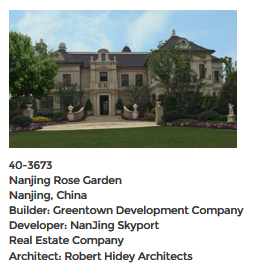 40-3673
Nanjing Rose Garden
Nanjing, China
Builder: Greentown Development Company
Developer: NanJing Skyport
Real Estate Company
Architect: Robert Hidey Architects